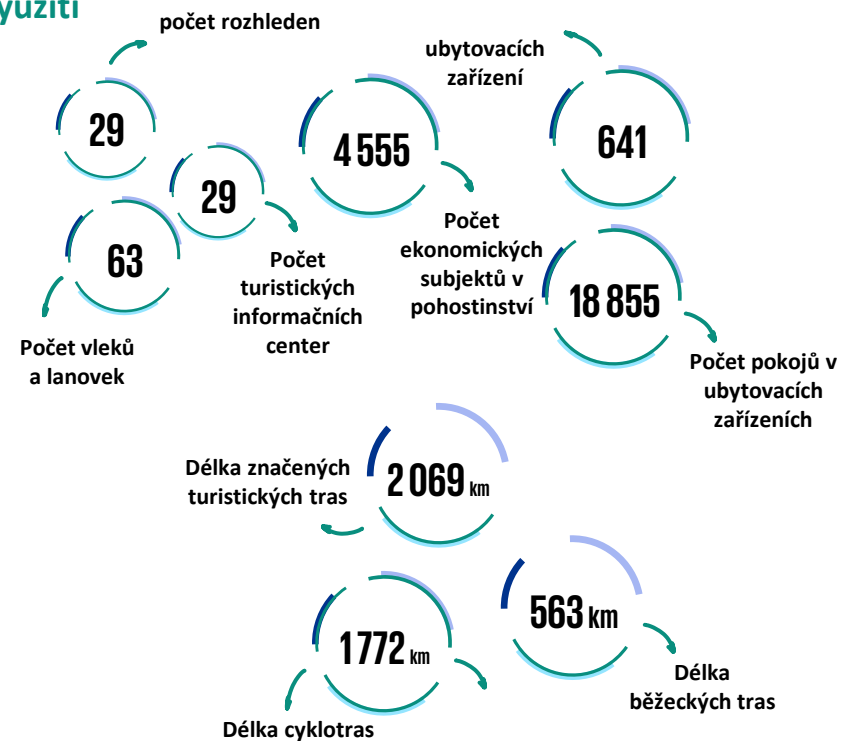 yužití
počet rozhleden
29
29
63
Počet vleků
a lanovek
Počet
turistických
informačních
center
4 555
Počet
ekonomických
subjektů v
pohostinství
ubytovacích
zařízení
641
18 855
Počet pokojů v
ubytovacích
zařízeních
Délka značených
turistických tras
2 069 km
1 772 km
Délka cyklotras
563 km
Délka
běžeckých tras